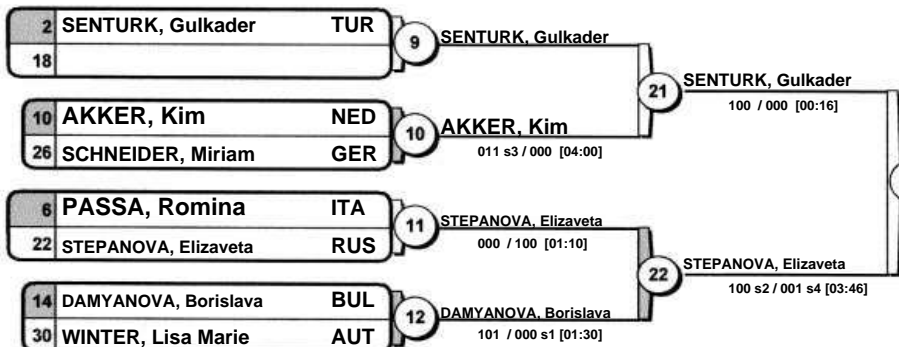 2 SENTURK, Gulkader TUR
18
9 SENTURK, Gulkader
10 AKKER, Kim NED
26 SCHNEIDER, Miriam GER
10 AKKER, Kim
011 s3 / 000 [04:00]
21 SENTURK, Gulkader
100 / 000 [00:16]
6 PASSA, Romina ITA
22 STEPANOVA, Elizaveta RUS
11 STEPANOVA, Elizaveta
000 / 100 [01:10]
14 DAMYANOVA, Borislava BUL
30 WINTER, Lisa Marie AUT
12 DAMYANOVA, Borislava
101 / 000 s1 [01:30]
22 STEPANOVA, Elizaveta
100 s2 / 001 s4 [03:46]